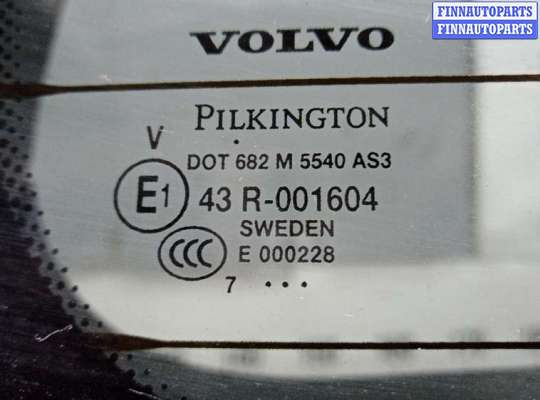 FINNAUTOPARTS
FINNAUTOPARTS
VOLVO
PILKINGTON
V
DOT 682 M 5540 AS3
E1 43 R-001604
SWEDEN
CCC E 000228
7 •••